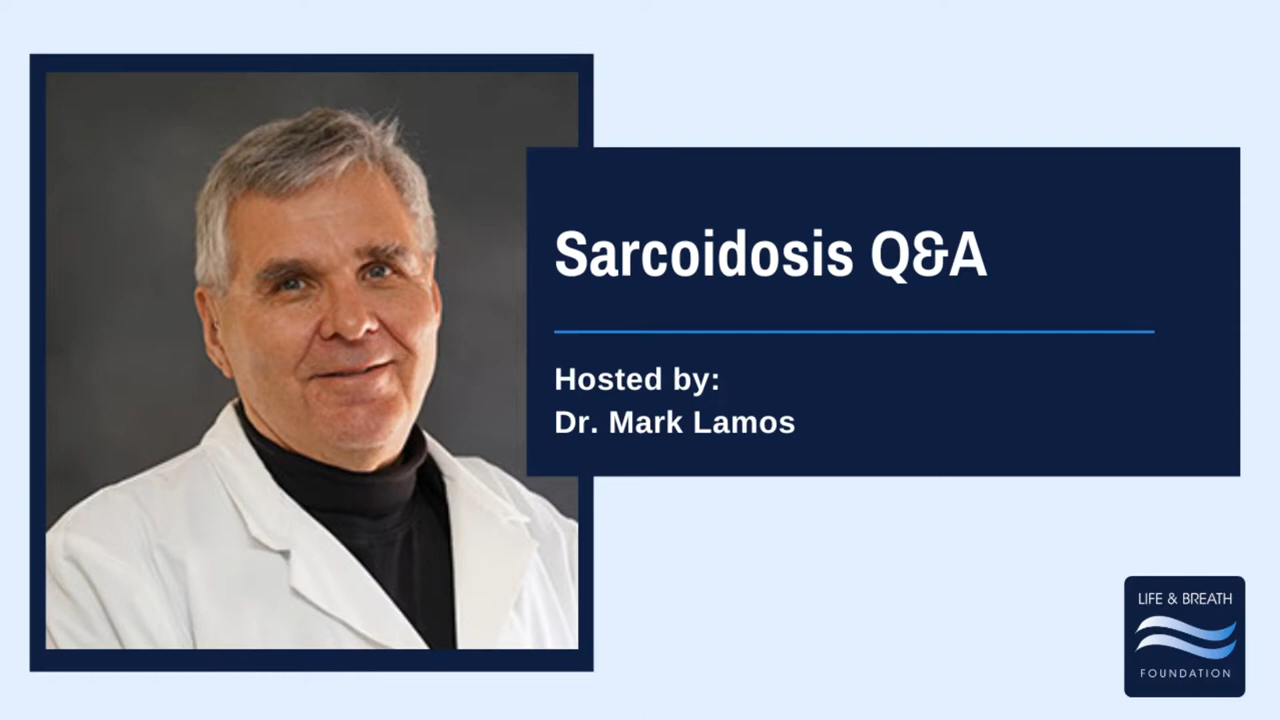 Sarcoidosis Q&A
Hosted by:
Dr. Mark Lamos
LIFE & BREATH
FOUNDATION